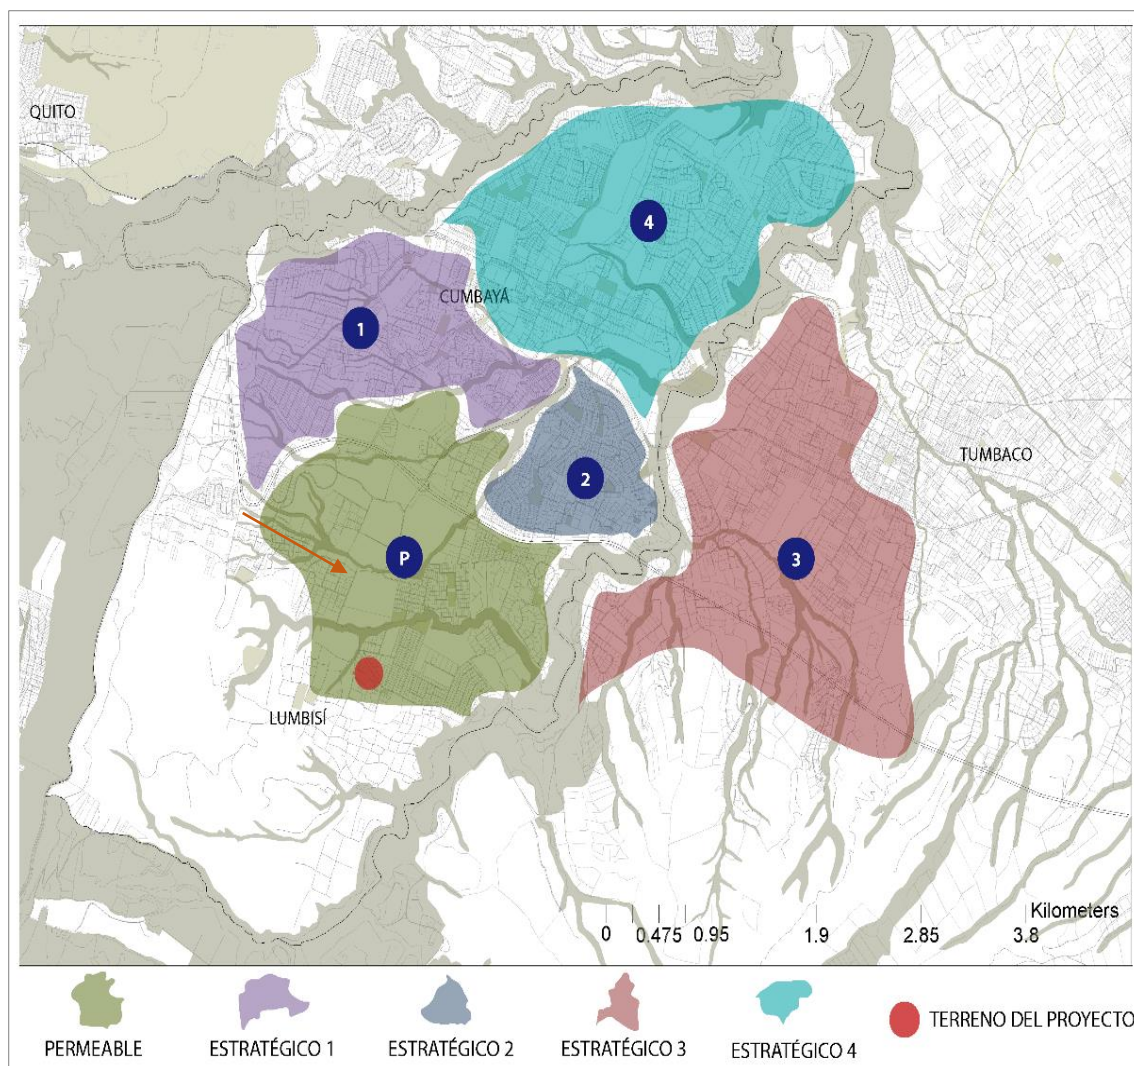 QUITO
4
CUMBAYÁ
1
TUMBACO
2
P
3
LUMBISÍ
Kilometers
0 0.475 0.95 1.9 2.85 3.8
PERMEABLE
ESTRATÉGICO 1
ESTRATÉGICO 2
ESTRATÉGICO 3
ESTRATÉGICO 4
TERRENO DEL PROYECTO